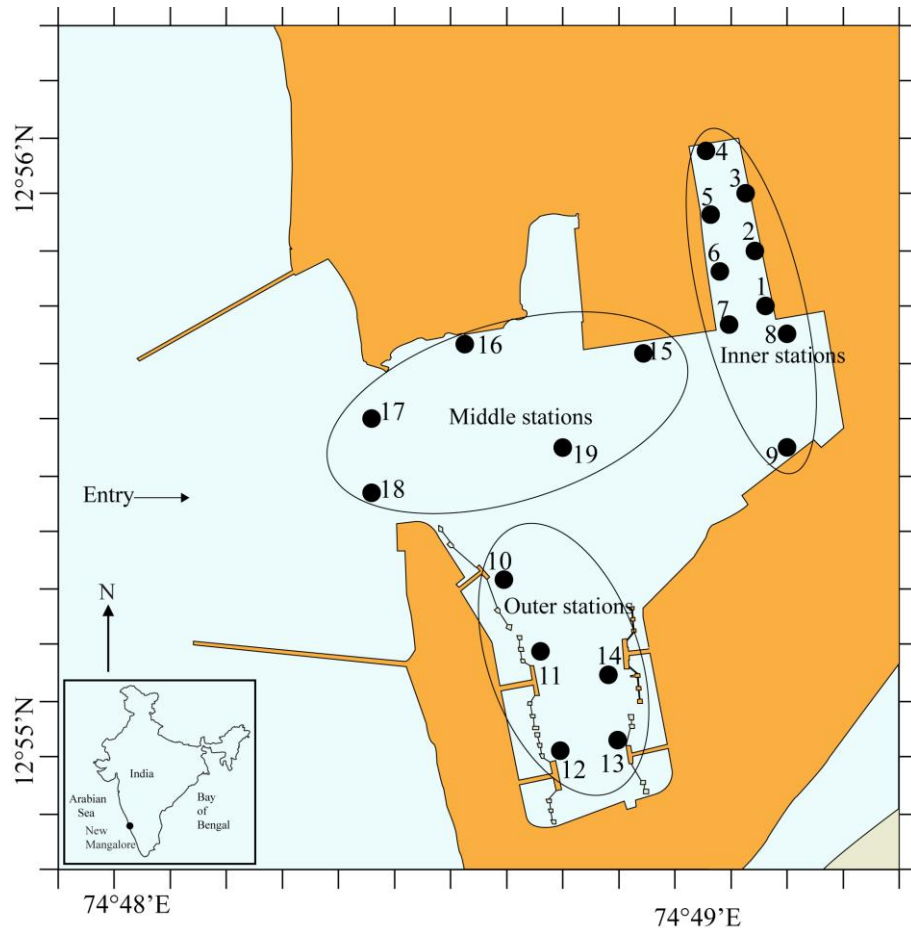 12°56’N
4
3
5
2
6
1
7
8
Inner stations
16
15
17
Middle stations
19
9
18
Entry
10
N
Outer stations
14
11
13
12
12°55’N
India
Arabian
Sea
Bay
of
Bengal
New
Mangalore
74°48’E
74°49’E